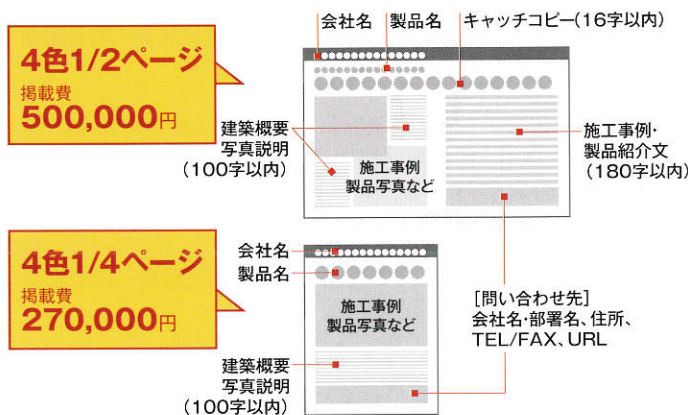 4色1/2ページ
掲載費
500,000円
会社名
製品名
キャッチコピー(16字以内)
建築概要
写真説明
(100字以内)
施工事例
製品写真など
施工事例・
製品紹介文
(180字以内)
4色1/4ページ
掲載費
270,000円
会社名
製品名
施工事例
製品写真など
建築概要
写真説明
(100字以内)
[問い合わせ先]
会社名・部署名、住所、
TEL/FAX、URL